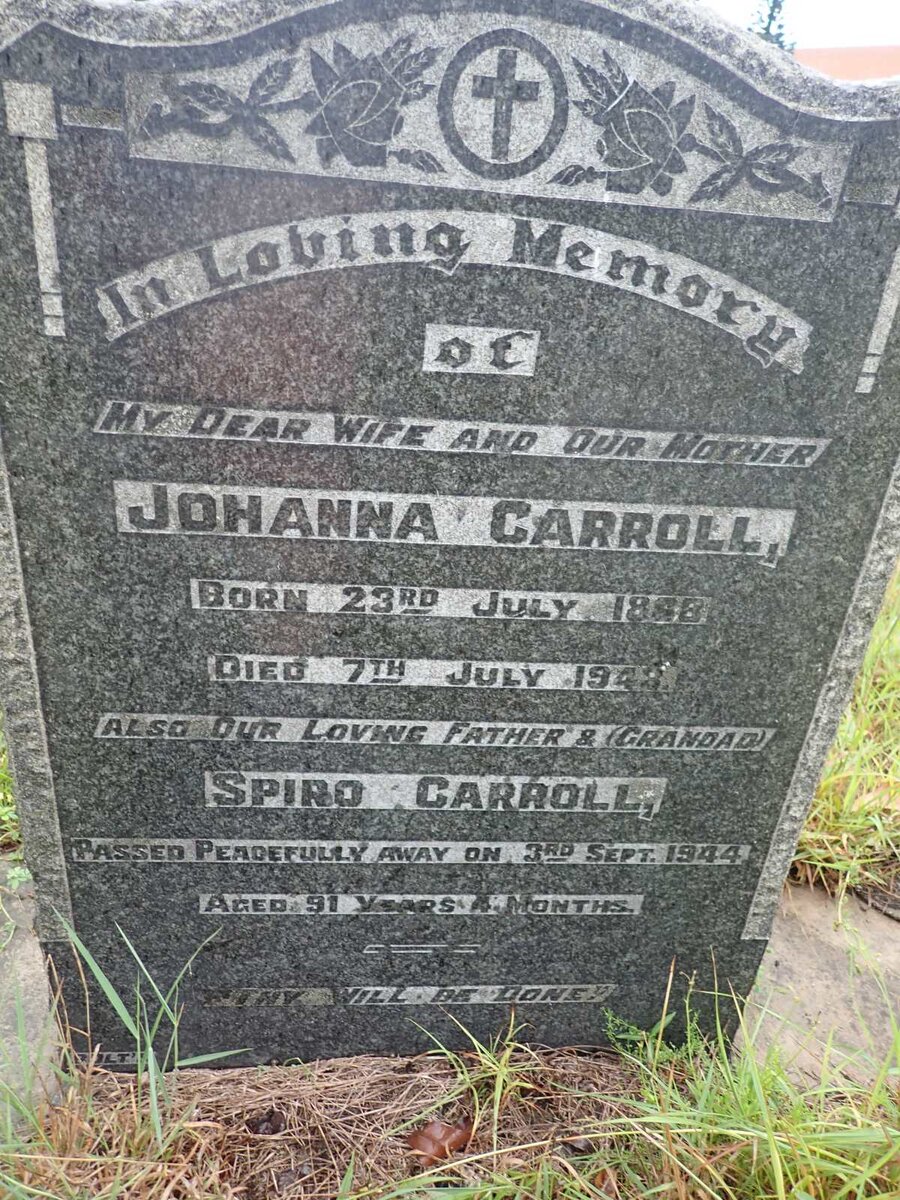 In Loving Memory
of
MY DEAR WIFE AND OUR MOTHER
JOHANNA CARROLL,
BORN 23RD JULY
DIED 7TH JULY
ALSO OUR LOVING FATHER & (GRANDAD)
SPIRO CARROLL,
PASSED PEACEFULLY AWAY ON 3RD SEPT. 1944
AGED 91 YEARS 4 MONTHS.
"THY WILL BE DONE"